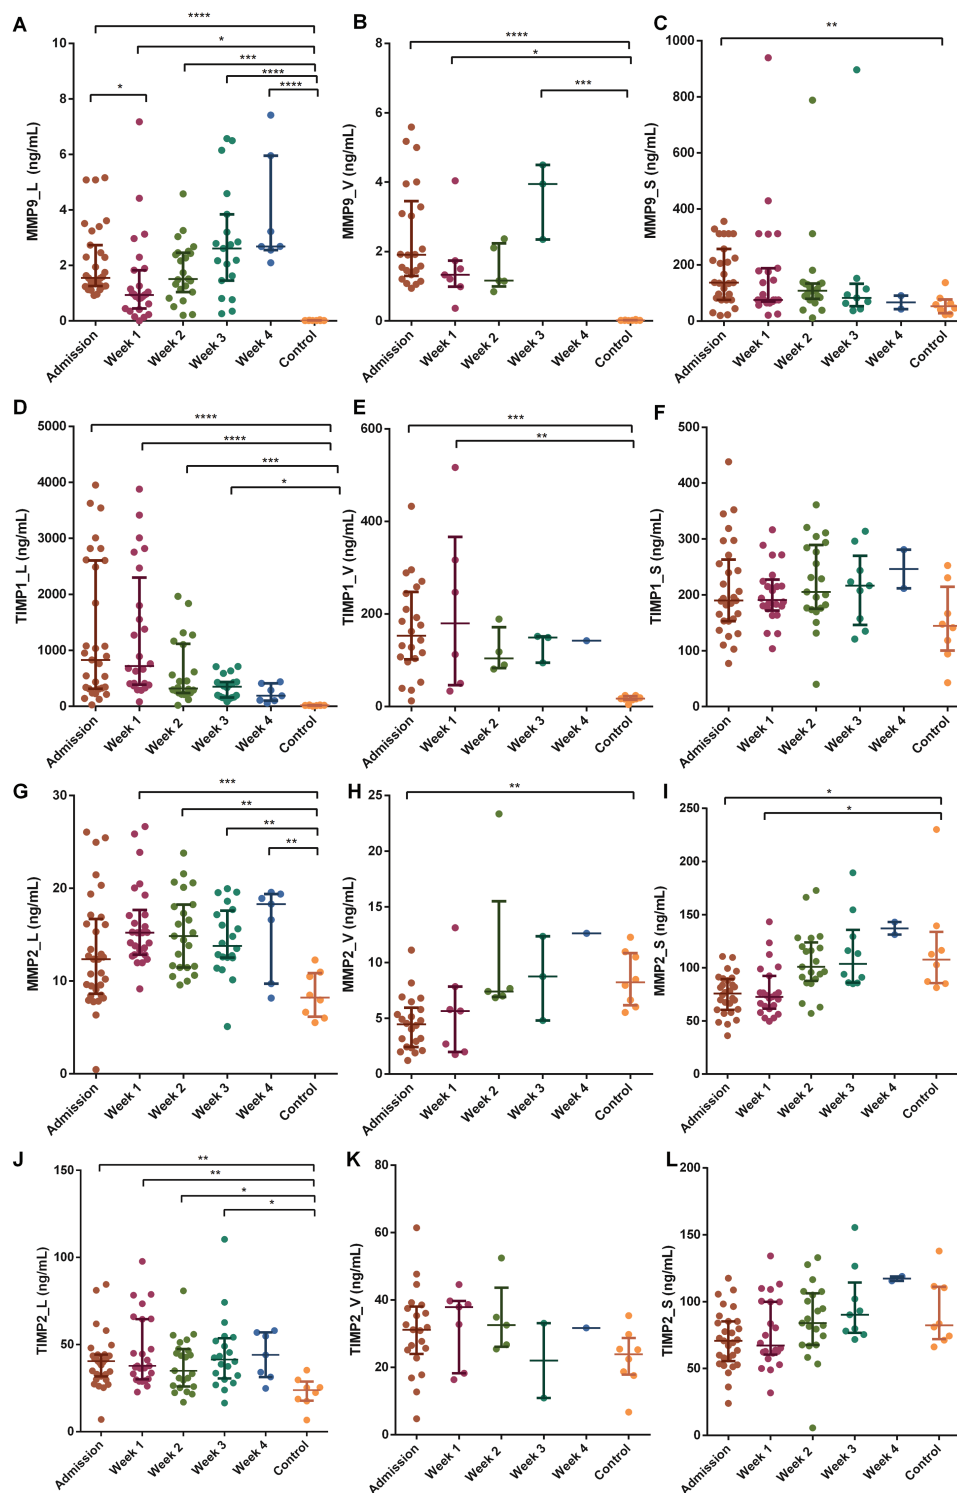 A
****
*
***
****
****
*
MMP9_L (ng/mL)
10
8
6
4
2
0
Admission
Week 1
Week 2
Week 3
Week 4
Control
B
****
*
***
MMP9_V (ng/mL)
8
6
4
2
0
Admission
Week 1
Week 2
Week 3
Week 4
Control
C
**
MMP9_S (ng/mL)
1000
800
600
400
200
0
Admission
Week 1
Week 2
Week 3
Week 4
Control
D
****
****
***
*
TIMP1_L (ng/mL)
5000
4000
3000
2000
1000
0
Admission
Week 1
Week 2
Week 3
Week 4
Control
E
***
**
TIMP1_V (ng/mL)
600
400
200
0
Admission
Week 1
Week 2
Week 3
Week 4
Control
F
TIMP1_S (ng/mL)
500
400
300
200
100
0
Admission
Week 1
Week 2
Week 3
Week 4
Control
G
***
**
**
**
MMP2_L (ng/mL)
30
20
10
0
Admission
Week 1
Week 2
Week 3
Week 4
Control
H
**
MMP2_V (ng/mL)
25
20
15
10
5
0
Admission
Week 1
Week 2
Week 3
Week 4
Control
I
*
*
MMP2_S (ng/mL)
250
200
150
100
50
0
Admission
Week 1
Week 2
Week 3
Week 4
Control
J
**
**
*
*
TIMP2_L (ng/mL)
150
100
50
0
Admission
Week 1
Week 2
Week 3
Week 4
Control
K
TIMP2_V (ng/mL)
80
60
40
20
0
Admission
Week 1
Week 2
Week 3
Week 4
Control
L
TIMP2_S (ng/mL)
200
150
100
50
0
Admission
Week 1
Week 2
Week 3
Week 4
Control